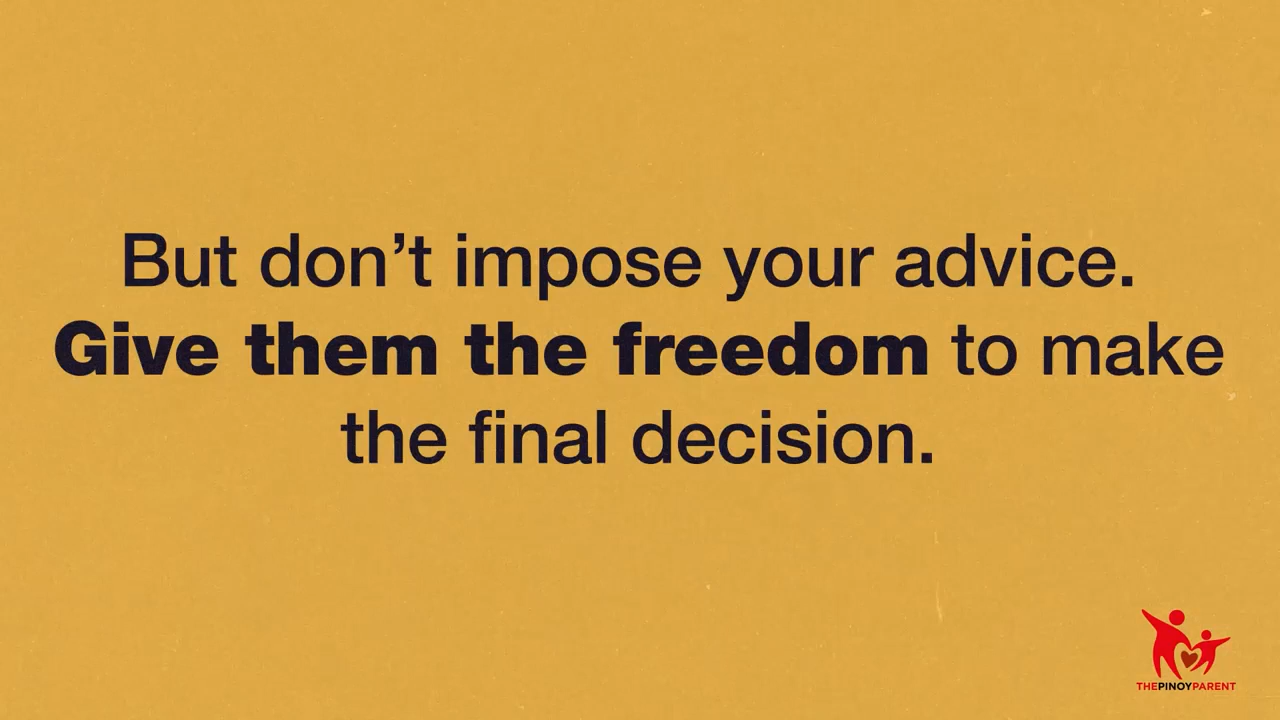 But don’t impose your advice.
Give them the freedom to make
the final decision.
THEPINOYPARENT